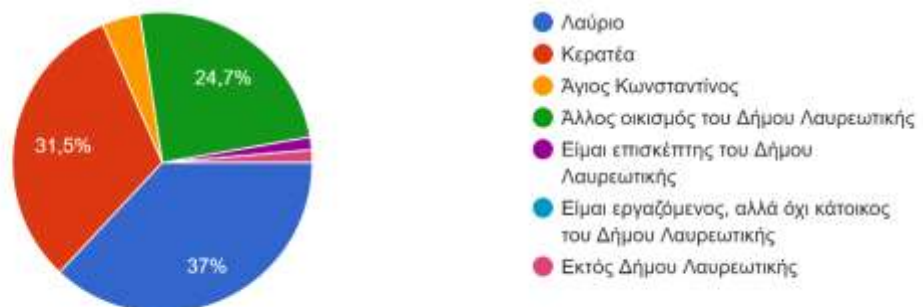 24,7%
31,5%
37%
Λαύριο
Κερατέα
Άγιος Κωνσταντίνος
Άλλος οικισμός του Δήμου Λαυρεωτικής
Είμαι επισκέπτης του Δήμου
Λαυρεωτικής
Είμαι εργαζόμενος, αλλά όχι κάτοικος
του Δήμου Λαυρεωτικής
Εκτός Δήμου Λαυρεωτικής